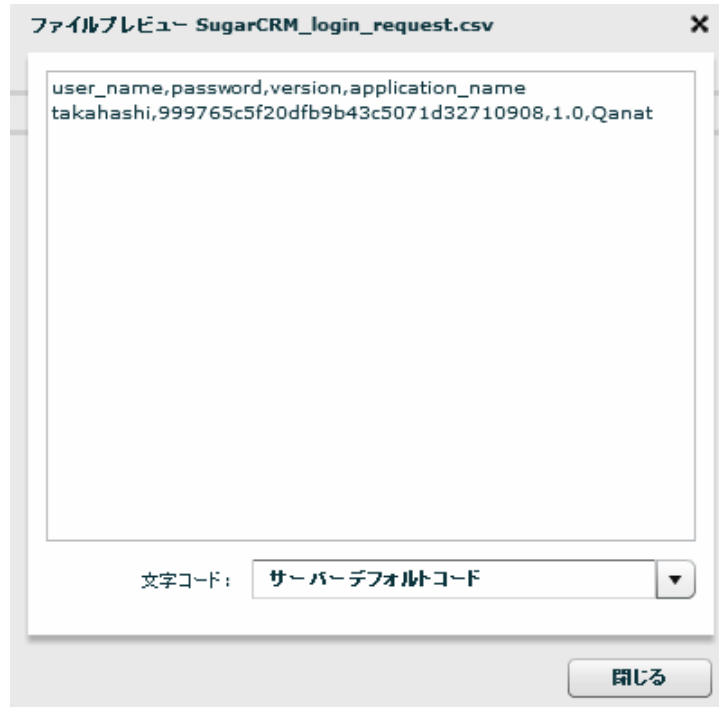 ファイルプレビュー SugarCRM_login_request.csv
user_name,password,version,application_name
takahashi,999765c5f20dfb9b43c5071d32710908,1.0,Qanat
文字コード: サーバーデフォルトコード
閉じる